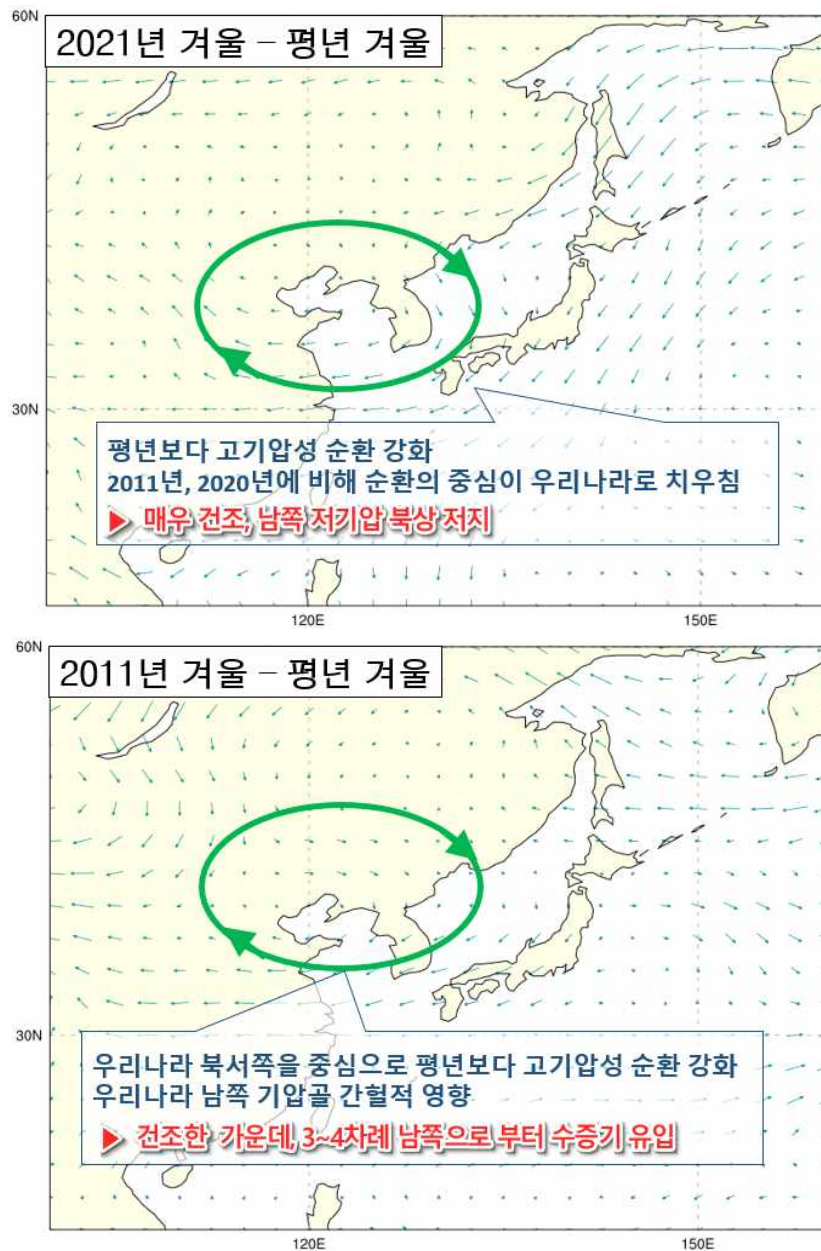 60N
2021년 겨울 – 평년 겨울
30N
평년보다 고기압성 순환 강화
2011년, 2020년에 비해 순환의 중심이 우리나라로 치우침
▶ 매우 건조, 남쪽 저기압 북상 저지
120E 150E
60N
2011년 겨울 – 평년 겨울
30N
우리나라 북서쪽을 중심으로 평년보다 고기압성 순환 강화
우리나라 남쪽 기압골 간헐적 영향
▶ 건조한 가운데, 3~4차례 남쪽으로 부터 수증기 유입
120E 150E